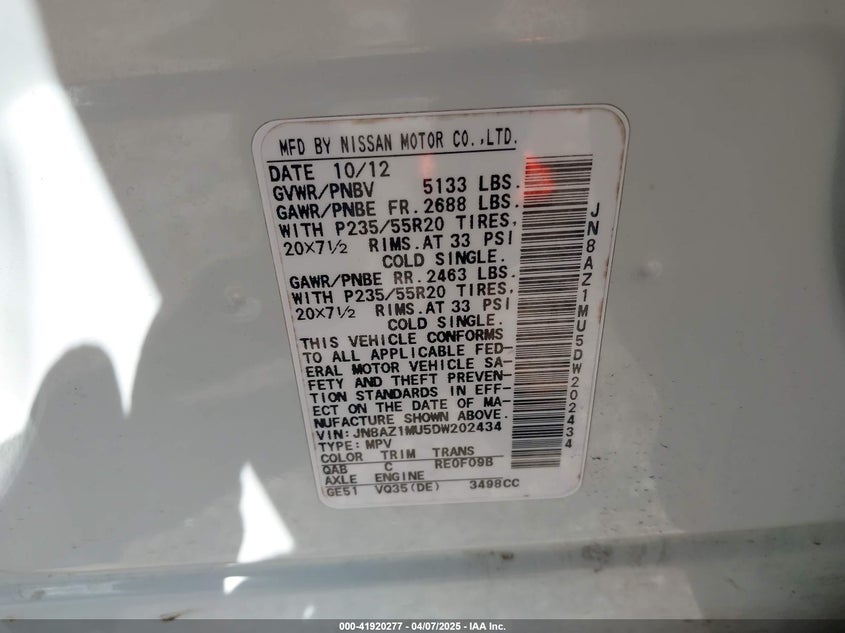 MFD BY NISSAN MOTOR CO.,LTD.
DATE 10/12
GVWR/PNBV 5133 LBS.
GAWR/PNBE FR. 2688 LBS.
WITH P235/55R20 TIRES,
20×7½ RIMS.AT 33 PSI
COLD SINGLE.
GAWR/PNBE RR. 2463 LBS.
WITH P235/55R20 TIRES,
20×7½ RIMS.AT 33 PSI
COLD SINGLE.
THIS VEHICLE CONFORMS
TO ALL APPLICABLE FED-
ERAL MOTOR VEHICLE SA-
FETY AND THEFT PREVEN-
TION STANDARDS IN EFF-
ECT ON THE DATE OF MA-
NUFACTURE SHOWN ABOVE.
VIN: JN8AZ1MU5DW202434
TYPE: MPV
COLOR TRIM TRANS
QAB C RE0F09B
AXLE ENGINE
GE51 VQ35(DE) 3498CC
JN8AZ1MU5DW202434
000-41920277 - 04/07/2025 - IAA Inc.